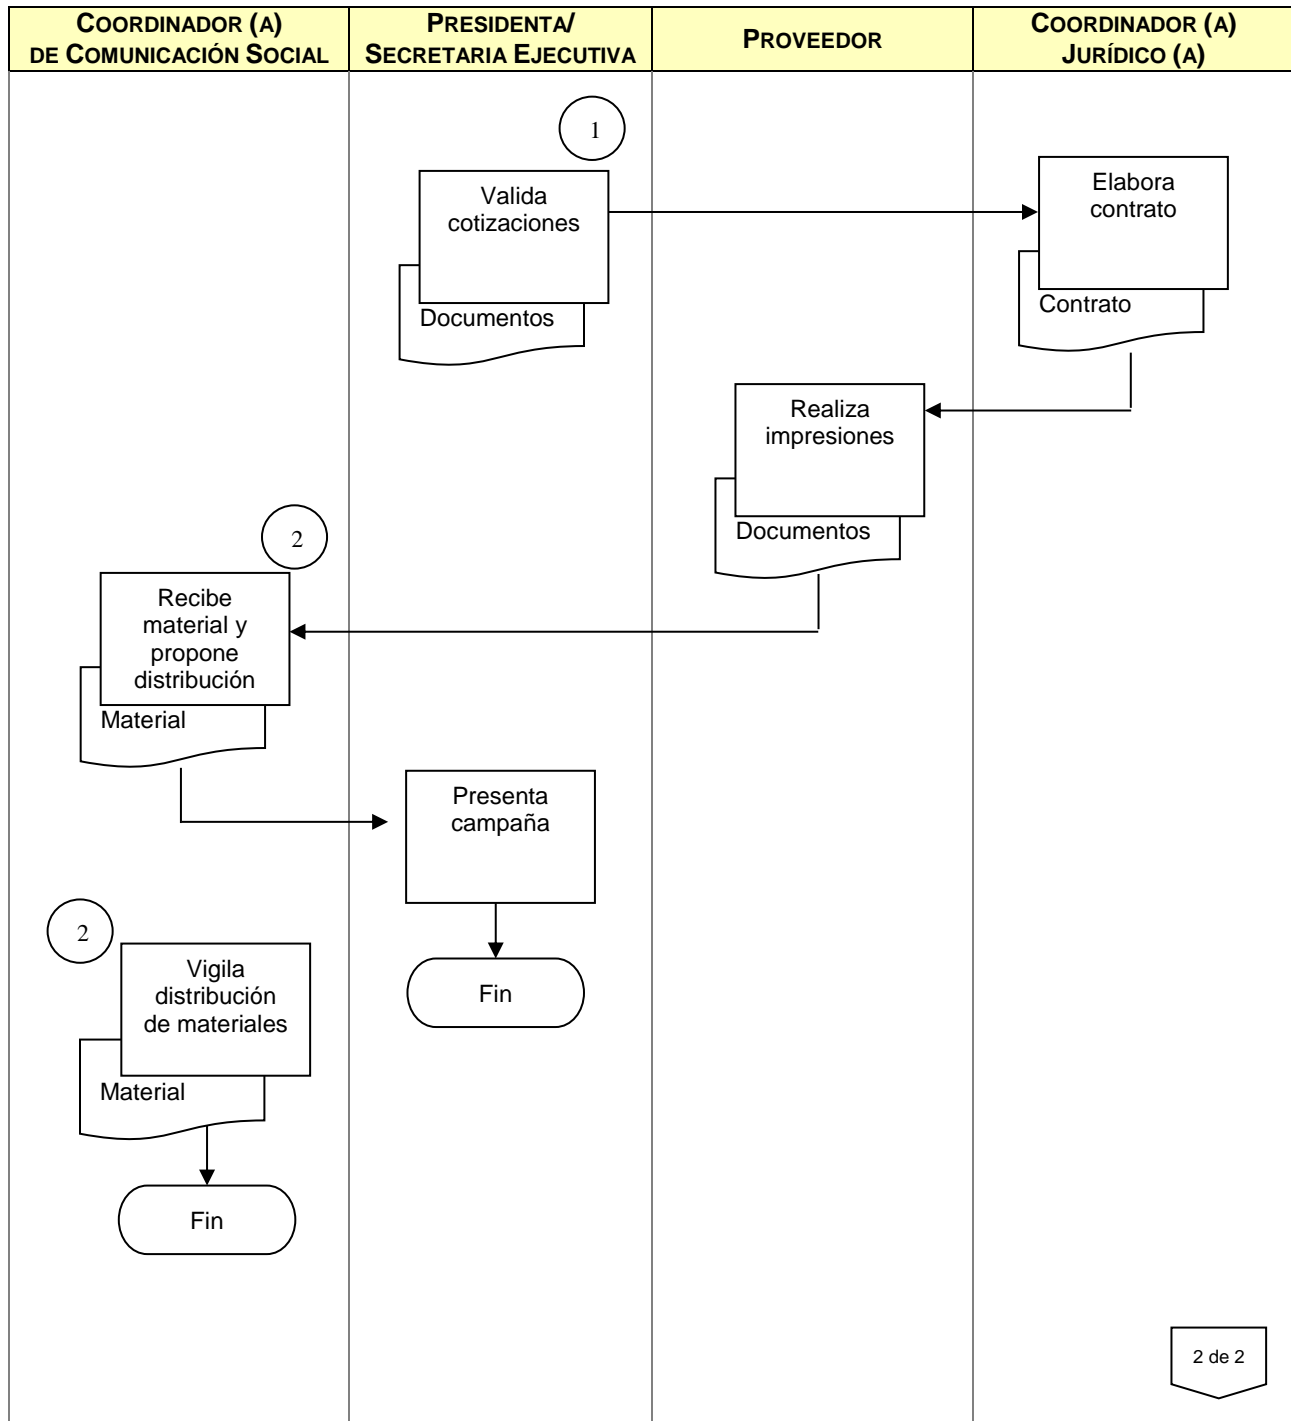 COORDINADOR (A)
DE COMUNICACIÓN SOCIAL
PRESIDENTA/
SECRETARIA EJECUTIVA
PROVEEDOR
COORDINADOR (A)
JURÍDICO (A)
1
Valida
cotizaciones
Documentos
Elabora
contrato
Contrato
Realiza
impresiones
Documentos
2
Recibe
material y
propone
distribución
Material
Presenta
campaña
Fin
2
Vigila
distribución
de materiales
Material
Fin
2 de 2